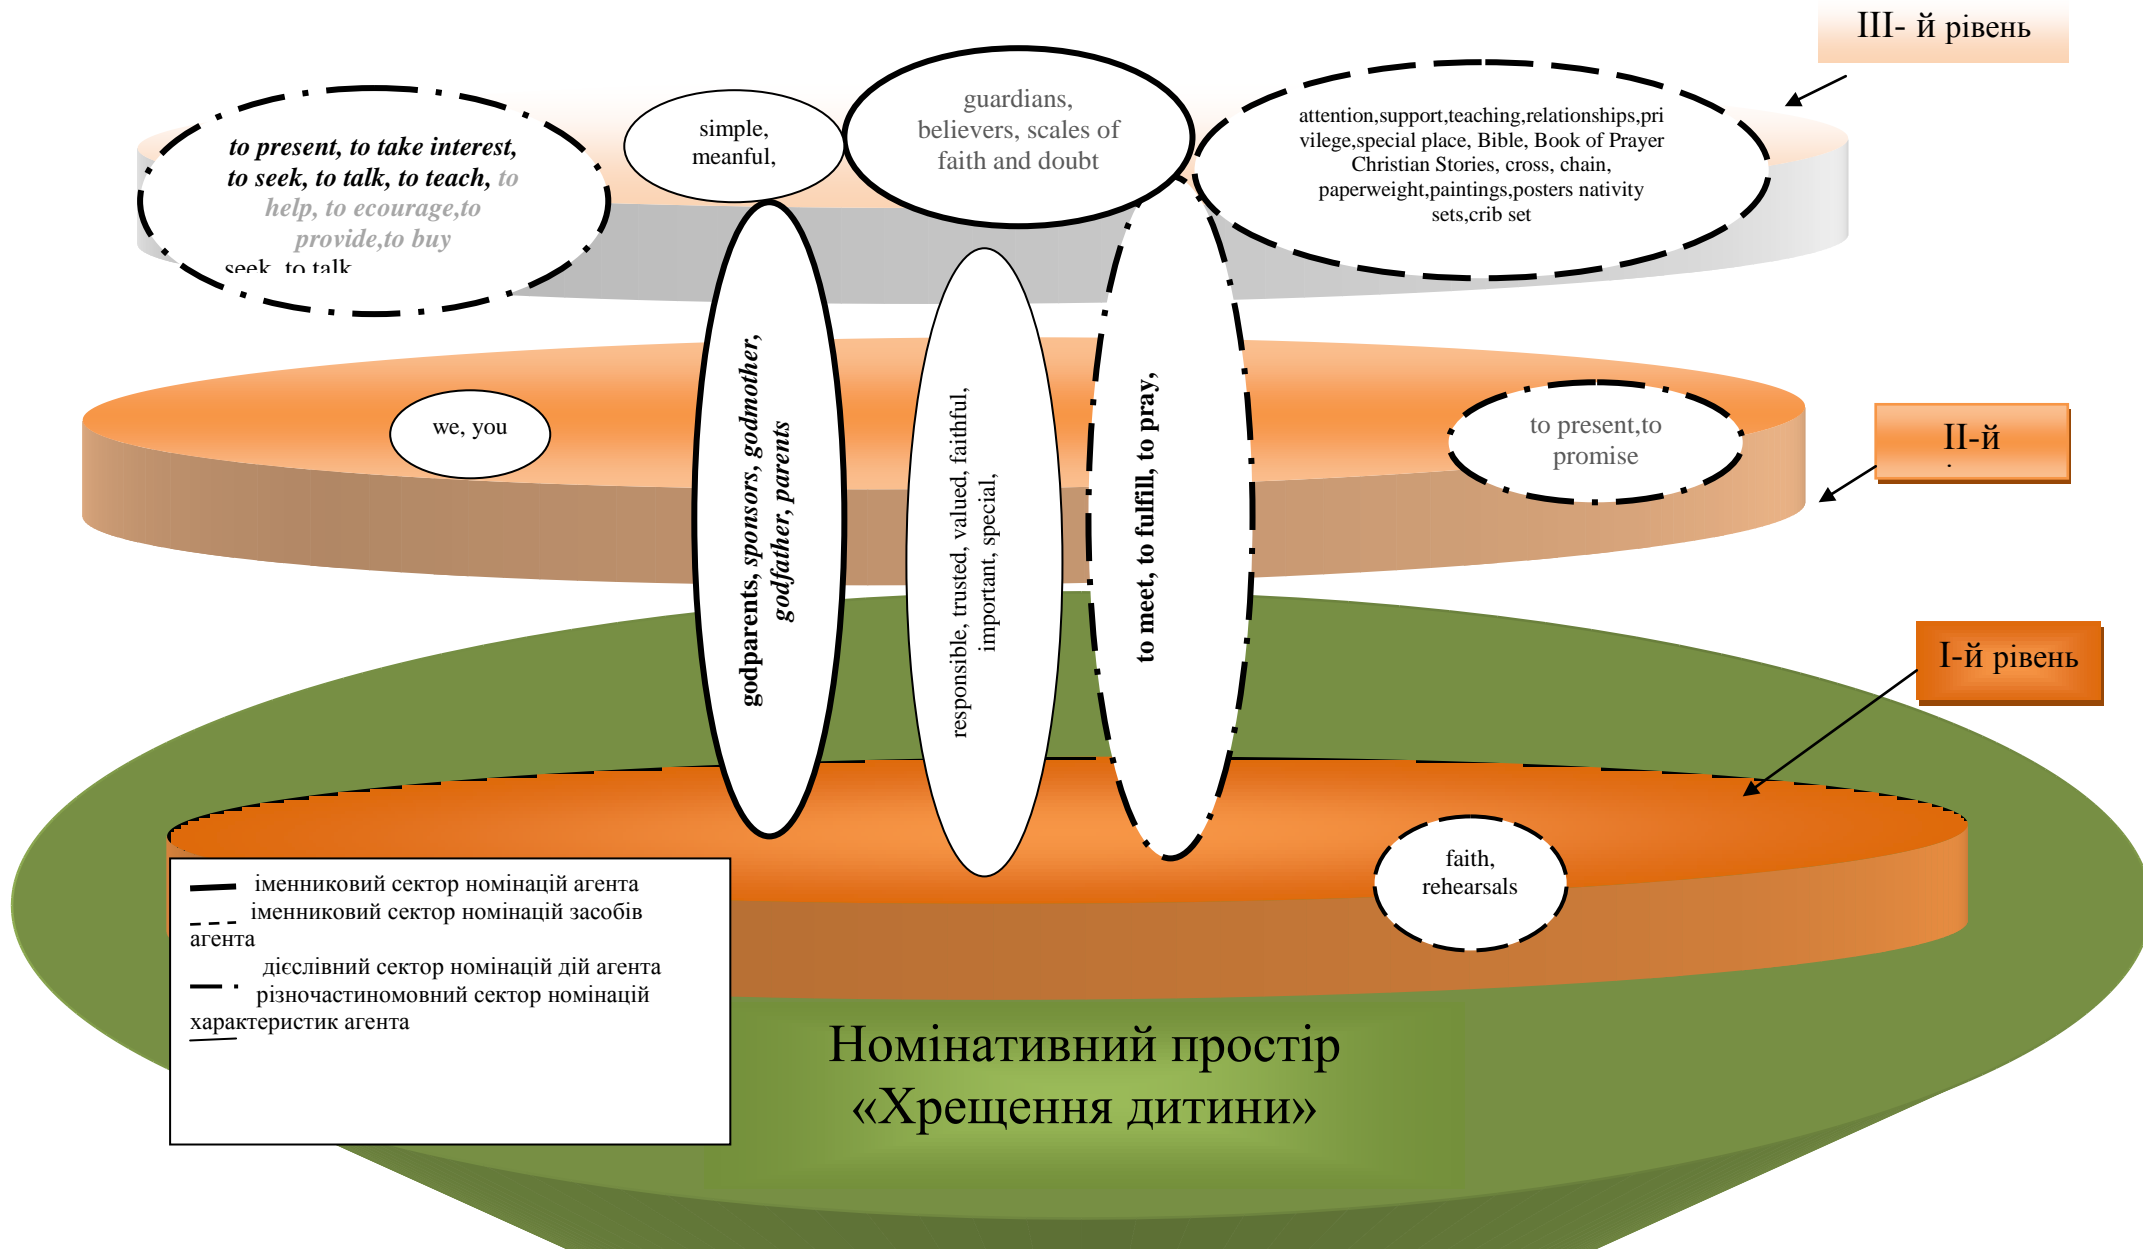 III- й рівень
to present, to take interest,
to seek, to talk, to teach, to
help, to ecourage,to
provide,to buy
seek, to talk
simple,
meanful,
guardians,
believers, scales of
faith and doubt
attention,support,teaching,relationships,pri
vilege,special place, Bible, Book of Prayer
Christian Stories, cross, chain,
paperweight,paintings,posters nativity
sets,crib set
we, you
godparents, sponsors, godmother,
godfather, parents
responsible, trusted, valued, faithful,
important, special,
to meet, to fulfill, to pray,
to present,to
promise
II-й
I-й рівень
faith,
rehearsals
іменниковий сектор номінацій агента
іменниковий сектор номінацій засобів
агента
дієслівний сектор номінацій дій агента
різночастиномовний сектор номінацій
характеристик агента
Номінативний простір
«Хрещення дитини»